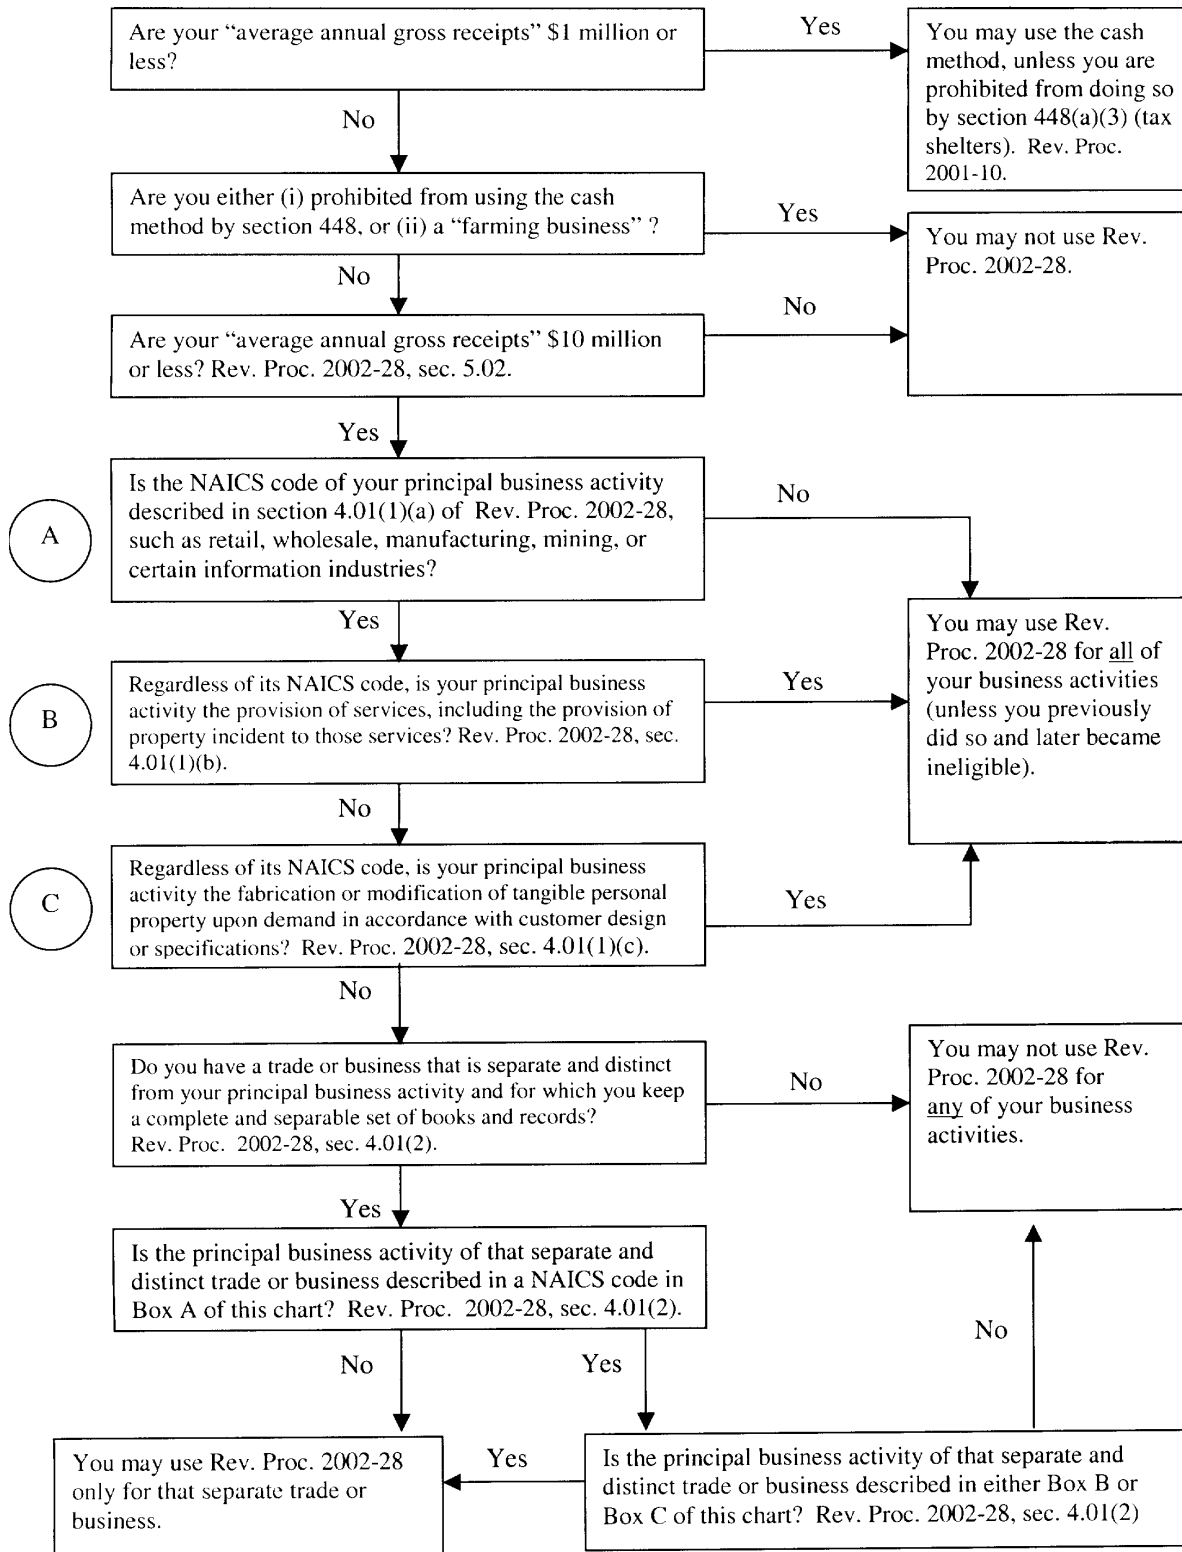 Are your “average annual gross receipts” $1 million or
less?
Yes
You may use the cash
method, unless you are
prohibited from doing so
by section 448(a)(3) (tax
shelters). Rev. Proc.
2001-10.
No
Are you either (i) prohibited from using the cash
method by section 448, or (ii) a “farming business” ?
Yes
You may not use Rev.
Proc. 2002-28.
No
Are your “average annual gross receipts” $10 million
or less? Rev. Proc. 2002-28, sec. 5.02.
No
Yes
A
Is the NAICS code of your principal business activity
described in section 4.01(1)(a) of Rev. Proc. 2002-28,
such as retail, wholesale, manufacturing, mining, or
certain information industries?
No
You may use Rev.
Proc. 2002-28 for all of
your business activities
(unless you previously
did so and later became
ineligible).
Yes
B
Regardless of its NAICS code, is your principal business
activity the provision of services, including the provision of
property incident to those services? Rev. Proc. 2002-28, sec.
4.01(1)(b).
Yes
No
C
Regardless of its NAICS code, is your principal business
activity the fabrication or modification of tangible personal
property upon demand in accordance with customer design
or specifications? Rev. Proc. 2002-28, sec. 4.01(1)(c).
Yes
No
Do you have a trade or business that is separate and distinct
from your principal business activity and for which you keep
a complete and separable set of books and records?
Rev. Proc. 2002-28, sec. 4.01(2).
No
You may not use Rev.
Proc. 2002-28 for
any of your business
activities.
Yes
Is the principal business activity of that separate and
distinct trade or business described in a NAICS code in
Box A of this chart? Rev. Proc. 2002-28, sec. 4.01(2).
No
Yes
No
You may use Rev. Proc. 2002-28
only for that separate trade or
business.
Yes
Is the principal business activity of that separate and
distinct trade or business described in either Box B or
Box C of this chart? Rev. Proc. 2002-28, sec. 4.01(2)